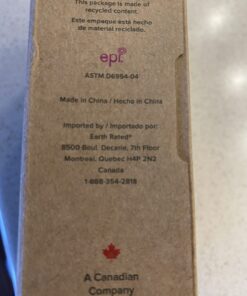 This package is made of
recycled content.
Este empaque está hecho
de material reciclado.
epi
ASTM D6954-04
Made in China / Hecho in China
Imported by / Importado por:
Earth Rated®
8500 Boul. Decarie, 7th Floor
Montreal, Quebec H4P 2N2
Canada
1-888-354-2818
A Canadian
Company